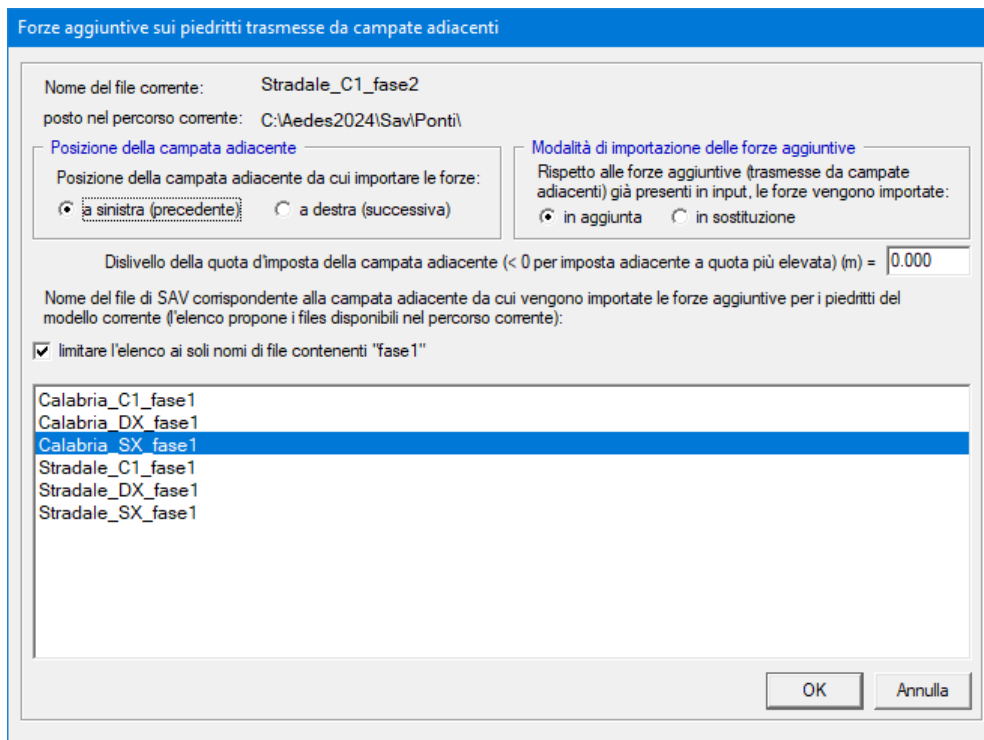 Forze aggiuntive sui piedritti trasmesse da campate adiacenti
Nome del file corrente: Stradale_C1_fase2
posto nel percorso corrente: C:\Aedes2024\Sav\Ponti\
Posizione della campata adiacente
Posizione della campata adiacente da cui importare le forze:
a sinistra (precedente) a destra (successiva)
Modalità di importazione delle forze aggiuntive
Rispetto alle forze aggiuntive (trasmesse da campate
adiacenti) già presenti in input, le forze vengono importate:
in aggiunta in sostituzione
Dislivello della quota d'imposta della campata adiacente (< 0 per imposta adiacente a quota più elevata) (m) = 0.000
Nome del file di SAV corrispondente alla campata adiacente da cui vengono importate le forze aggiuntive per i piedritti del
modello corrente (l'elenco propone i files disponibili nel percorso corrente):
limitare l'elenco ai soli nomi di file contenenti "fase1"
Calabria_C1_fase1
Calabria_DX_fase1
Calabria_SX_fase1
Stradale_C1_fase1
Stradale_DX_fase1
Stradale_SX_fase1
OK Annulla